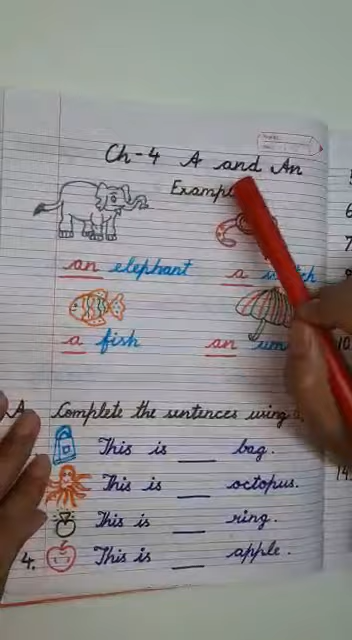 Ch-4 A and An
an elephant
a
a fish
an
A. Complete the sentences using a,
This is ___ bag.
This is ___ octopus.
This is ___ ring.
4. This is ___ apple.